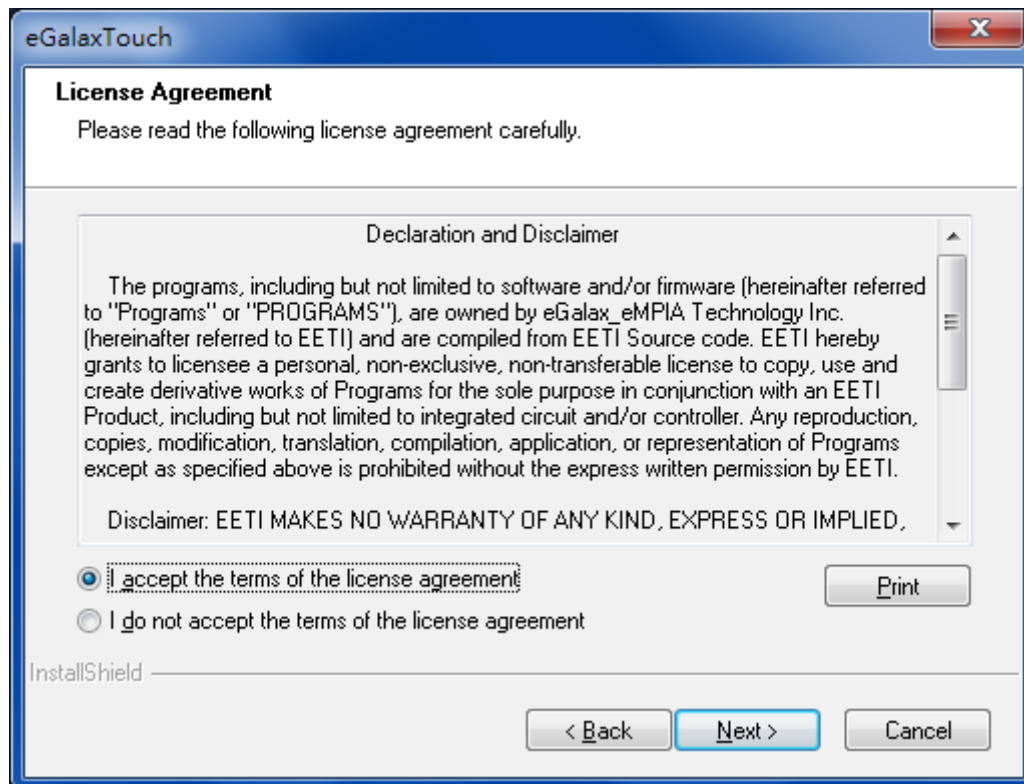 eGalaxTouch
License Agreement
Please read the following license agreement carefully.
Declaration and Disclaimer
The programs, including but not limited to software and/or firmware (hereinafter referred
to "Programs" or "PROGRAMS"), are owned by eGalax_eMPIA Technology Inc.
(hereinafter referred to EETI) and are compiled from EETI Source code. EETI hereby
grants to licensee a personal, non-exclusive, non-transferable license to copy, use and
create derivative works of Programs for the sole purpose in conjunction with an EETI
Product, including but not limited to integrated circuit and/or controller. Any reproduction,
copies, modification, translation, compilation, application, or representation of Programs
except as specified above is prohibited without the express written permission by EETI.
Disclaimer: EETI MAKES NO WARRANTY OF ANY KIND, EXPRESS OR IMPLIED,
I accept the terms of the license agreement
Print
I do not accept the terms of the license agreement
InstallShield
< Back
Next >
Cancel